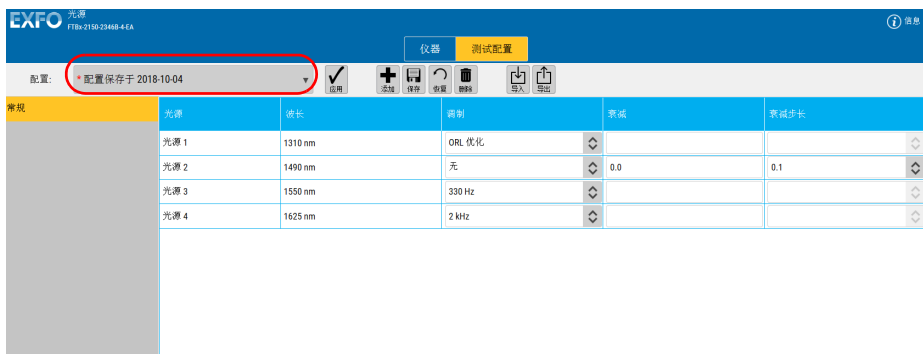 EXFO 光源
FTBx-2150-23468-4-EA
信息
仪器 测试配置
配置: * 配置保存于 2018-10-04
应用 添加 保存 恢复 删除 导入 导出
常规
光源 波长 调制 衰减 衰减步长
光源 1 1310 nm ORL 优化
光源 2 1490 nm 无 0.0 0.1
光源 3 1550 nm 330 Hz
光源 4 1625 nm 2 kHz